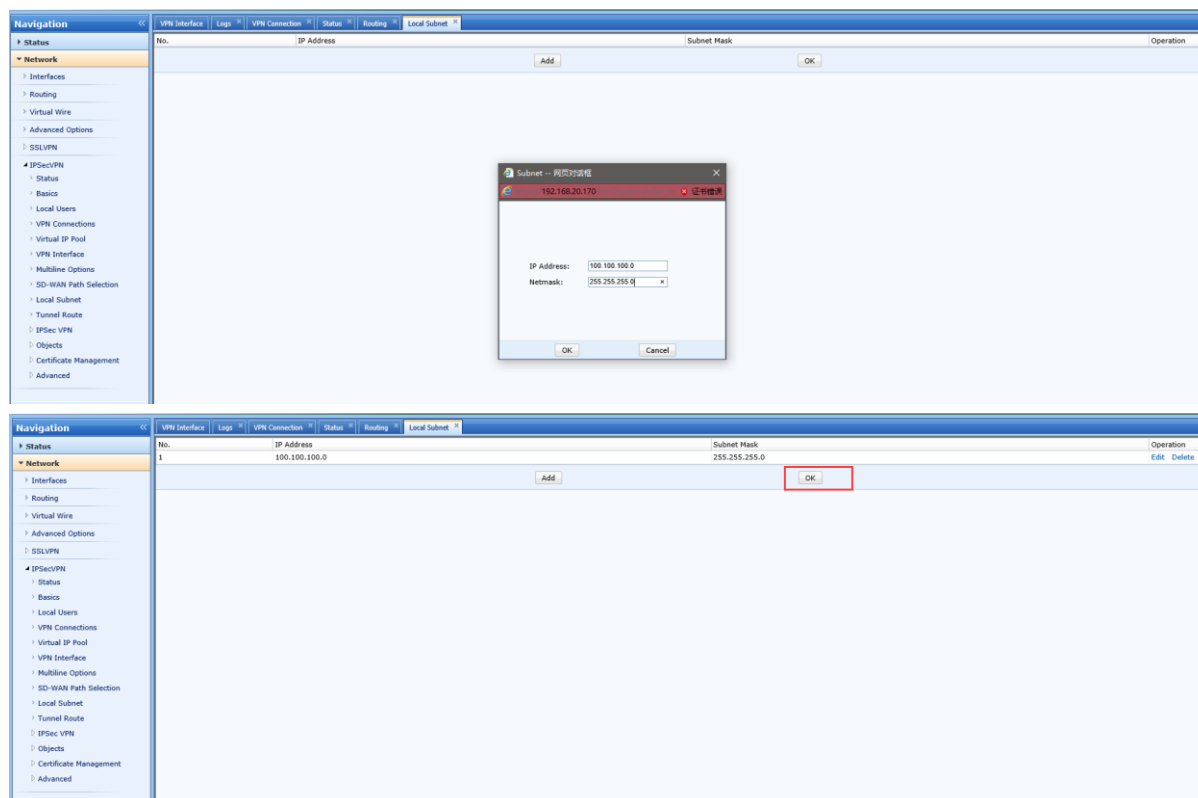 Navigation «
VPN Interface Logs × VPN Connection × Status × Routing × Local Subnet ×
Status
No. IP Address Subnet Mask Operation
Network
Add OK
Interfaces
Routing
Virtual Wire
Advanced Options
SSLVPN
IPSecVPN
Status
Basics
Local Users
VPN Connections
Virtual IP Pool
VPN Interface
Multiline Options
SD-WAN Path Selection
Local Subnet
Tunnel Route
IPSec VPN
Objects
Certificate Management
Advanced
Subnet -- 网页对话框 ×
192.168.20.170 证书错误
IP Address: 100.100.100.0
Netmask: 255.255.255.0 ×
OK Cancel
Navigation «
VPN Interface Logs × VPN Connection × Status × Routing × Local Subnet ×
Status
No. IP Address Subnet Mask Operation
1 100.100.100.0 255.255.255.0 Edit Delete
Network
Add OK
Interfaces
Routing
Virtual Wire
Advanced Options
SSLVPN
IPSecVPN
Status
Basics
Local Users
VPN Connections
Virtual IP Pool
VPN Interface
Multiline Options
SD-WAN Path Selection
Local Subnet
Tunnel Route
IPSec VPN
Objects
Certificate Management
Advanced